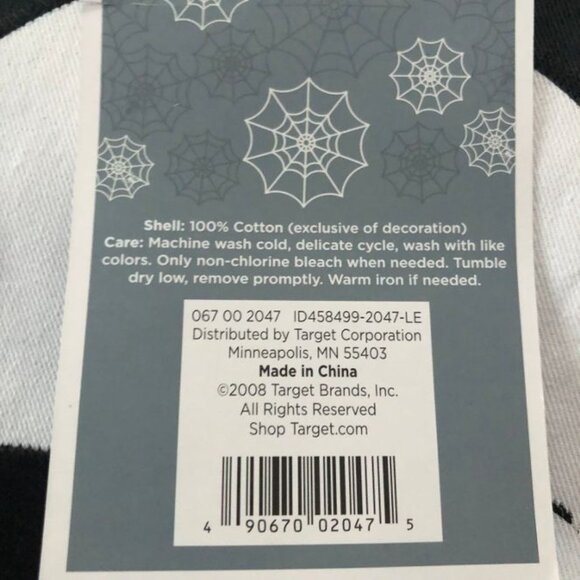 Shell: 100% Cotton (exclusive of decoration)
Care: Machine wash cold, delicate cycle, wash with like
colors. Only non-chlorine bleach when needed. Tumble
dry low, remove promptly. Warm iron if needed.
067 00 2047 ID458499-2047-LE
Distributed by Target Corporation
Minneapolis, MN 55403
Made in China
©2008 Target Brands, Inc.
All Rights Reserved
Shop Target.com
4 90670 02047 5